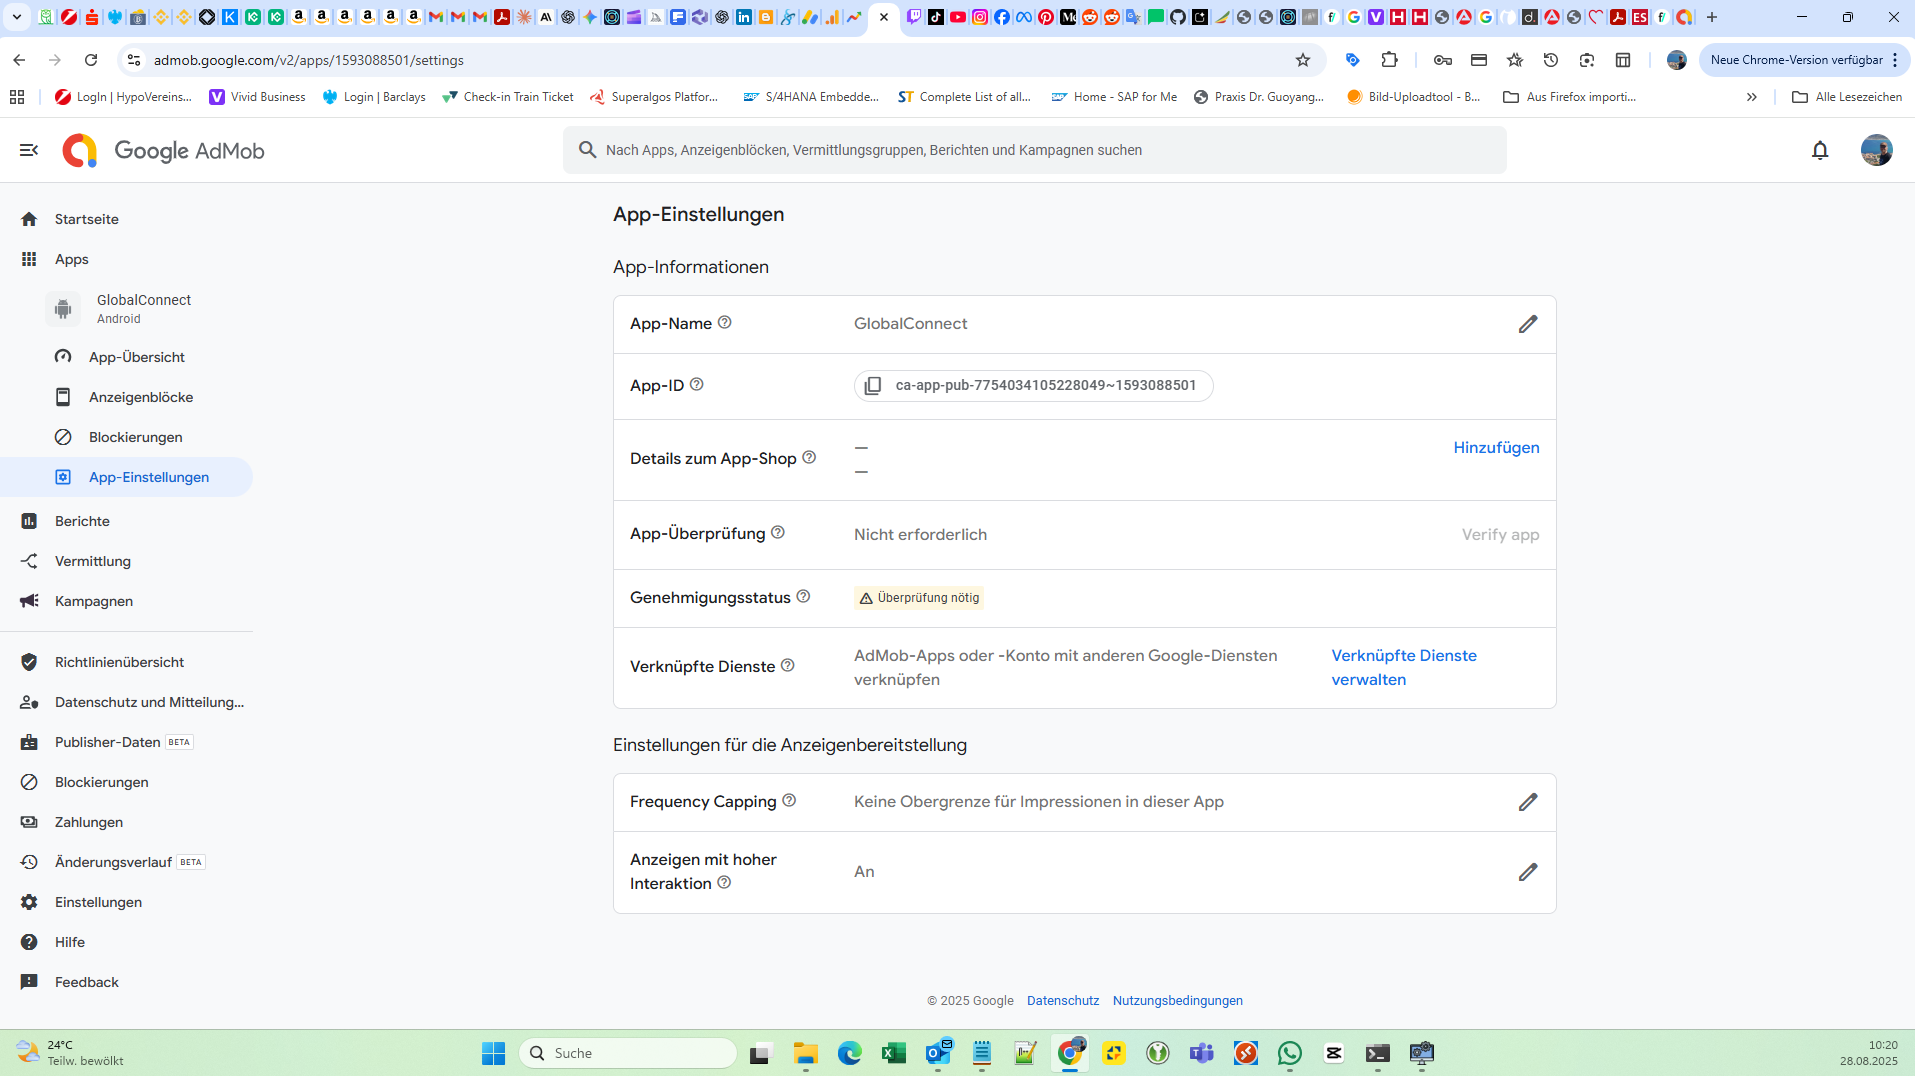 admob.google.com/v2/apps/1593088501/settings
Neue Chrome-Version verfügbar
LogIn | HypoVereins...
Vivid Business
Login | Barclays
Check-in Train Ticket
Superalgos Platfor...
S/4HANA Embedde...
Complete List of all...
Home - SAP for Me
Praxis Dr. Guoyang...
Bild-Uploadtool - B...
Aus Firefox importi...
Alle Lesezeichen
Google AdMob
Nach Apps, Anzeigenblöcken, Vermittlungsgruppen, Berichten und Kampagnen suchen
Startseite
Apps
GlobalConnect
Android
App-Übersicht
Anzeigenblöcke
Blockierungen
App-Einstellungen
Berichte
Vermittlung
Kampagnen
Richtlinienübersicht
Datenschutz und Mitteilung...
Publisher-Daten BETA
Blockierungen
Zahlungen
Änderungsverlauf BETA
Einstellungen
Hilfe
Feedback
App-Einstellungen
App-Informationen
App-Name GlobalConnect
App-ID ca-app-pub-7754034105228049~1593088501
Details zum App-Shop — — Hinzufügen
App-Überprüfung Nicht erforderlich Verify app
Genehmigungsstatus Überprüfung nötig
Verknüpfte Dienste
AdMob-Apps oder -Konto mit anderen Google-Diensten
verknüpfen
Verknüpfte Dienste
verwalten
Einstellungen für die Anzeigenbereitstellung
Frequency Capping Keine Obergrenze für Impressionen in dieser App
Anzeigen mit hoher
Interaktion
An
© 2025 Google Datenschutz Nutzungsbedingungen
24°C
Teilw. bewölkt
Suche
10:20
28.08.2025